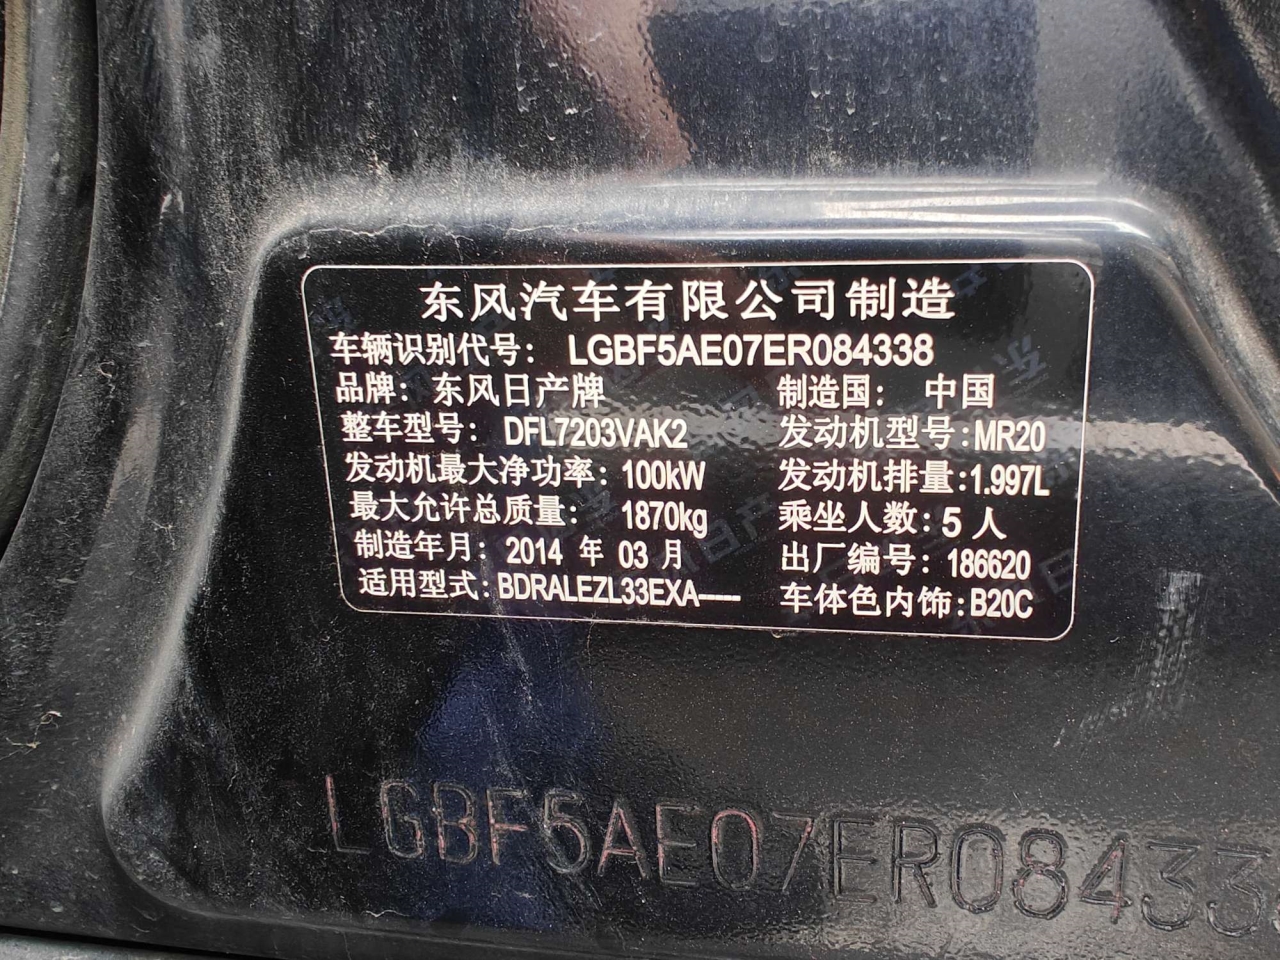 东风汽车有限公司制造
车辆识别代号： LGBF5AE07ER084338
品牌：东风日产牌 制造国： 中国
整车型号： DFL7203VAK2 发动机型号:MR20
发动机最大净功率：100kW 发动机排量:1.997L
最大允许总质量： 1870kg 乘坐人数:5人
制造年月：2014 年 03 月 出厂编号:186620
适用型式:BDRALEZL33EXA----- 车体色内饰:B20C
LGBF5AE07ER08433